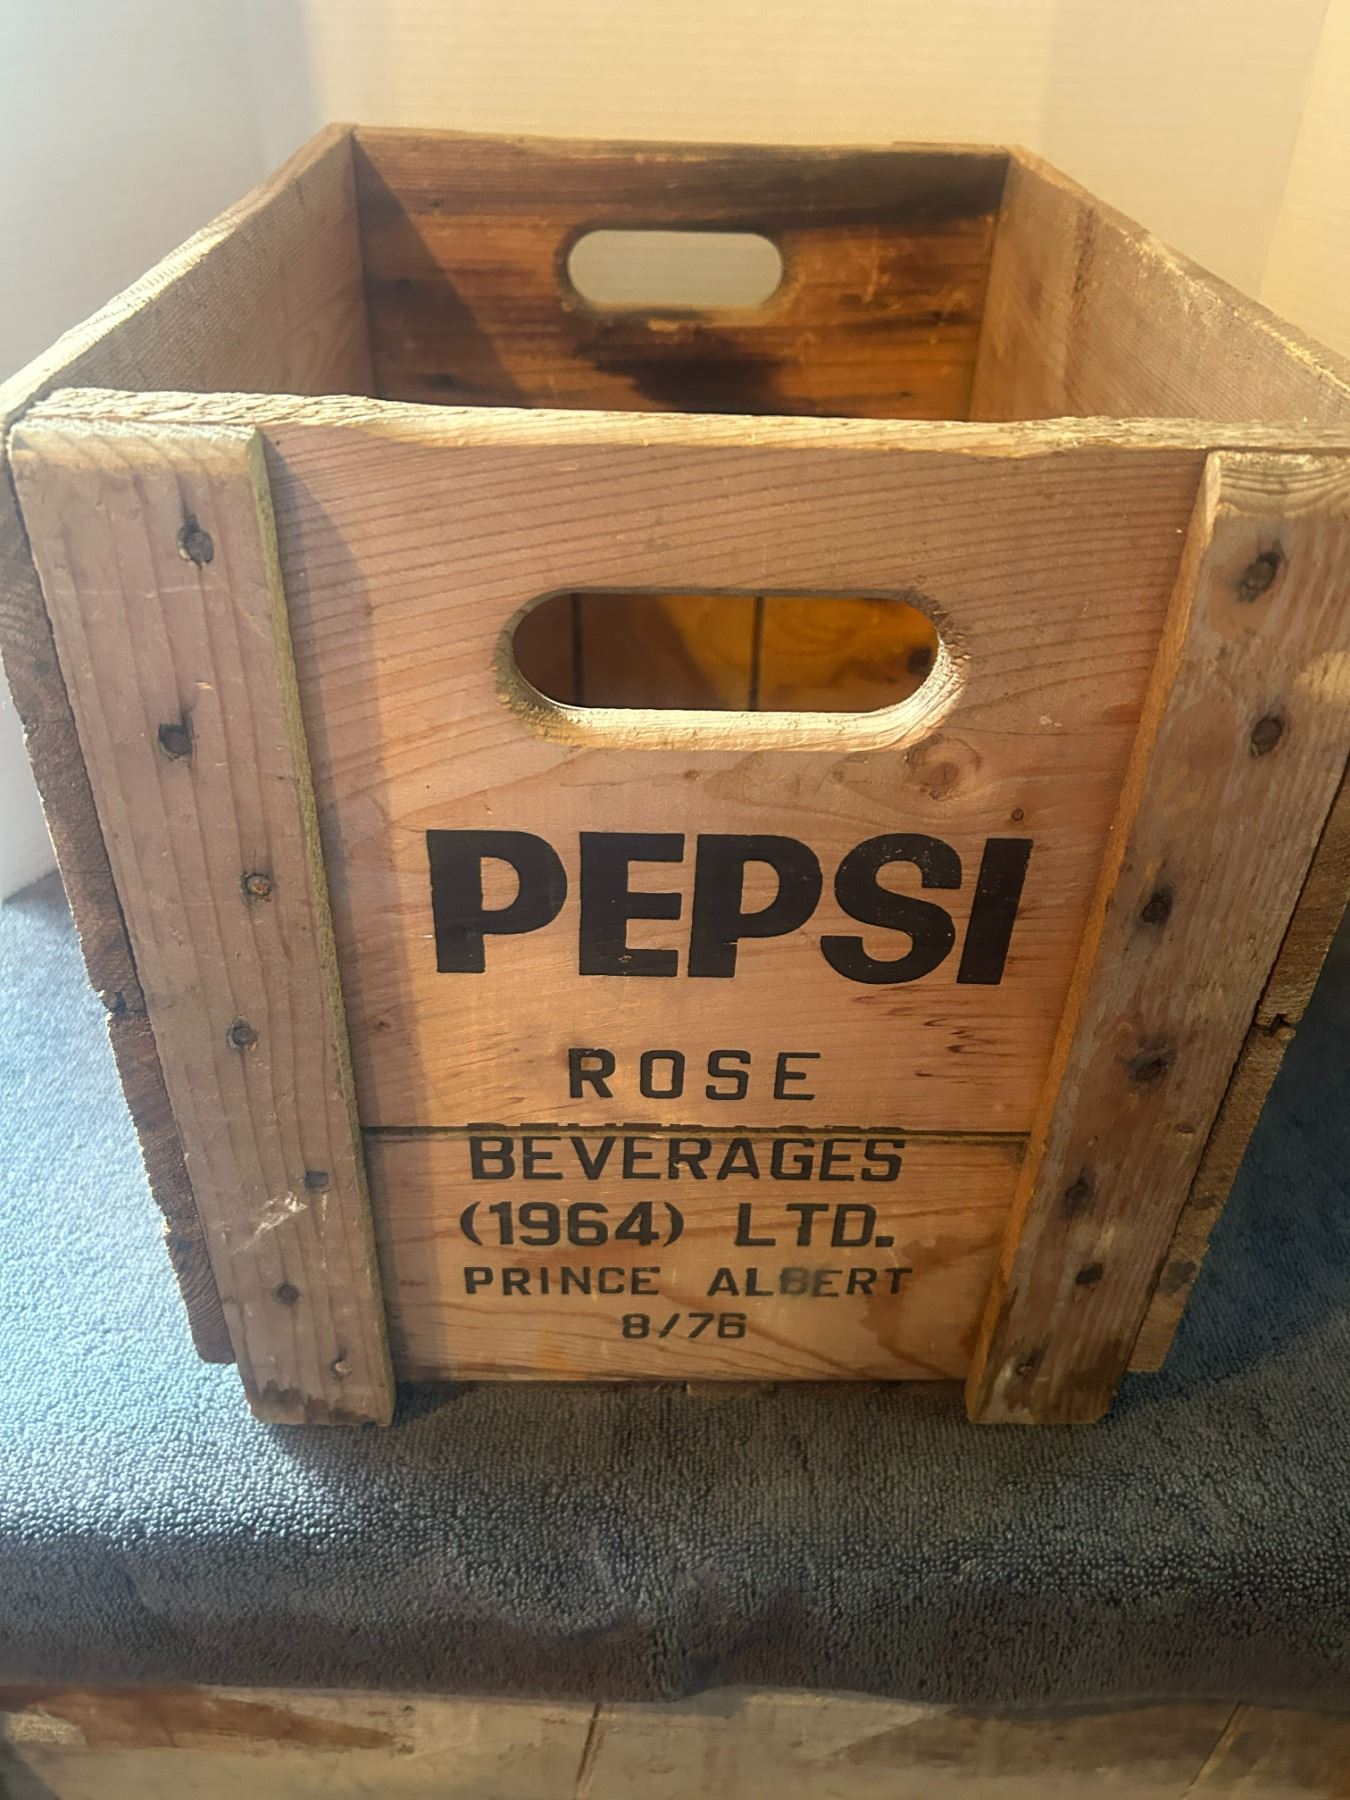 PEPSI
ROSE
BEVERAGES
(1964) LTD.
PRINCE ALBERT
8/76